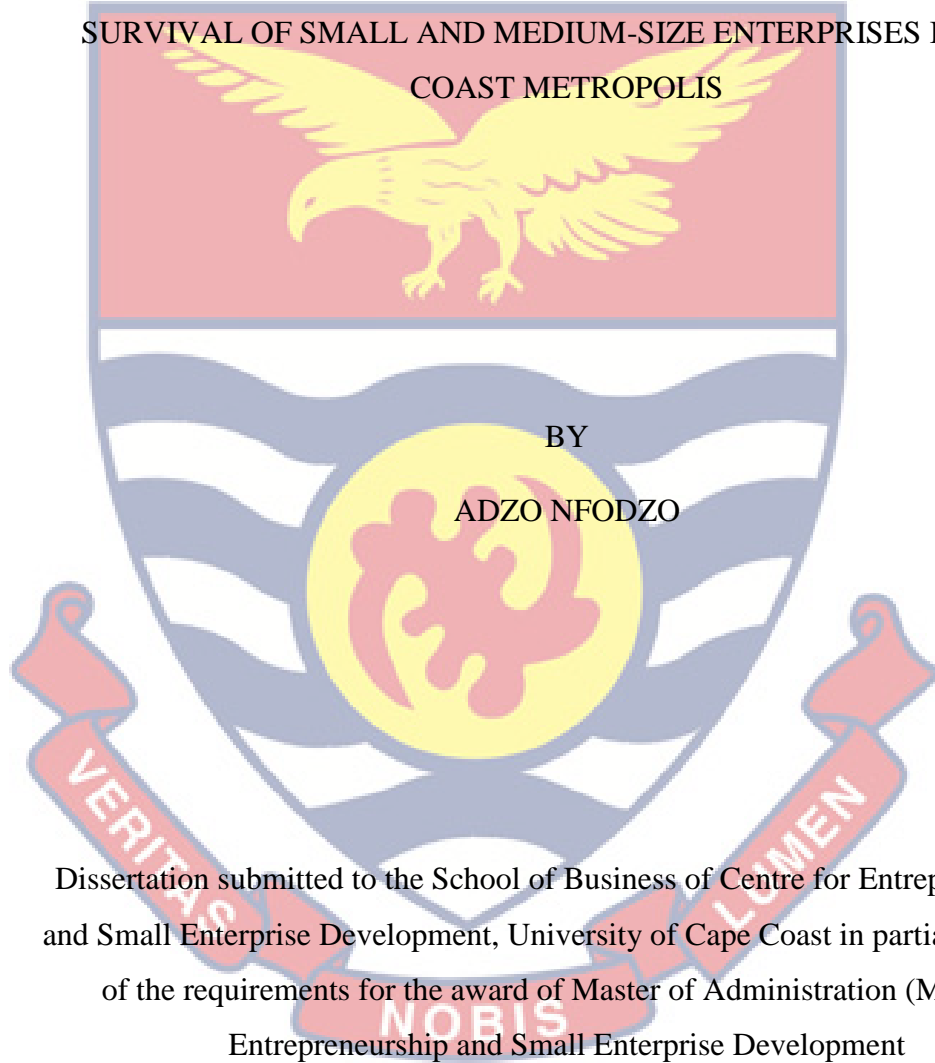 SURVIVAL OF SMALL AND MEDIUM-SIZE ENTERPRISES
COAST METROPOLIS
BY
ADZO NFODZO
VERITAS
NOBIS
LUMEN
Dissertation submitted to the School of Business of Centre for
and Small Enterprise Development, University of Cape Coast in
of the requirements for the award of Master of Administration
Entrepreneurship and Small Enterprise Development